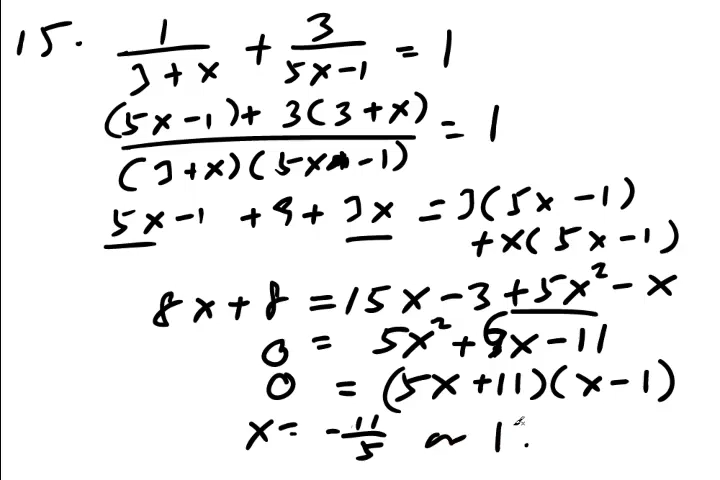 15. 1/(3+x) + 3/(5x-1) = 1
((5x-1)+3(3+x))/((3+x)(5x-1)) = 1
5x-1+9+3x = 3(5x-1)
+x(5x-1)
8x+8 = 15x-3+5x²-x
0 = 5x²+6x-11
0 = (5x+11)(x-1)
x = -11/5 or 1.